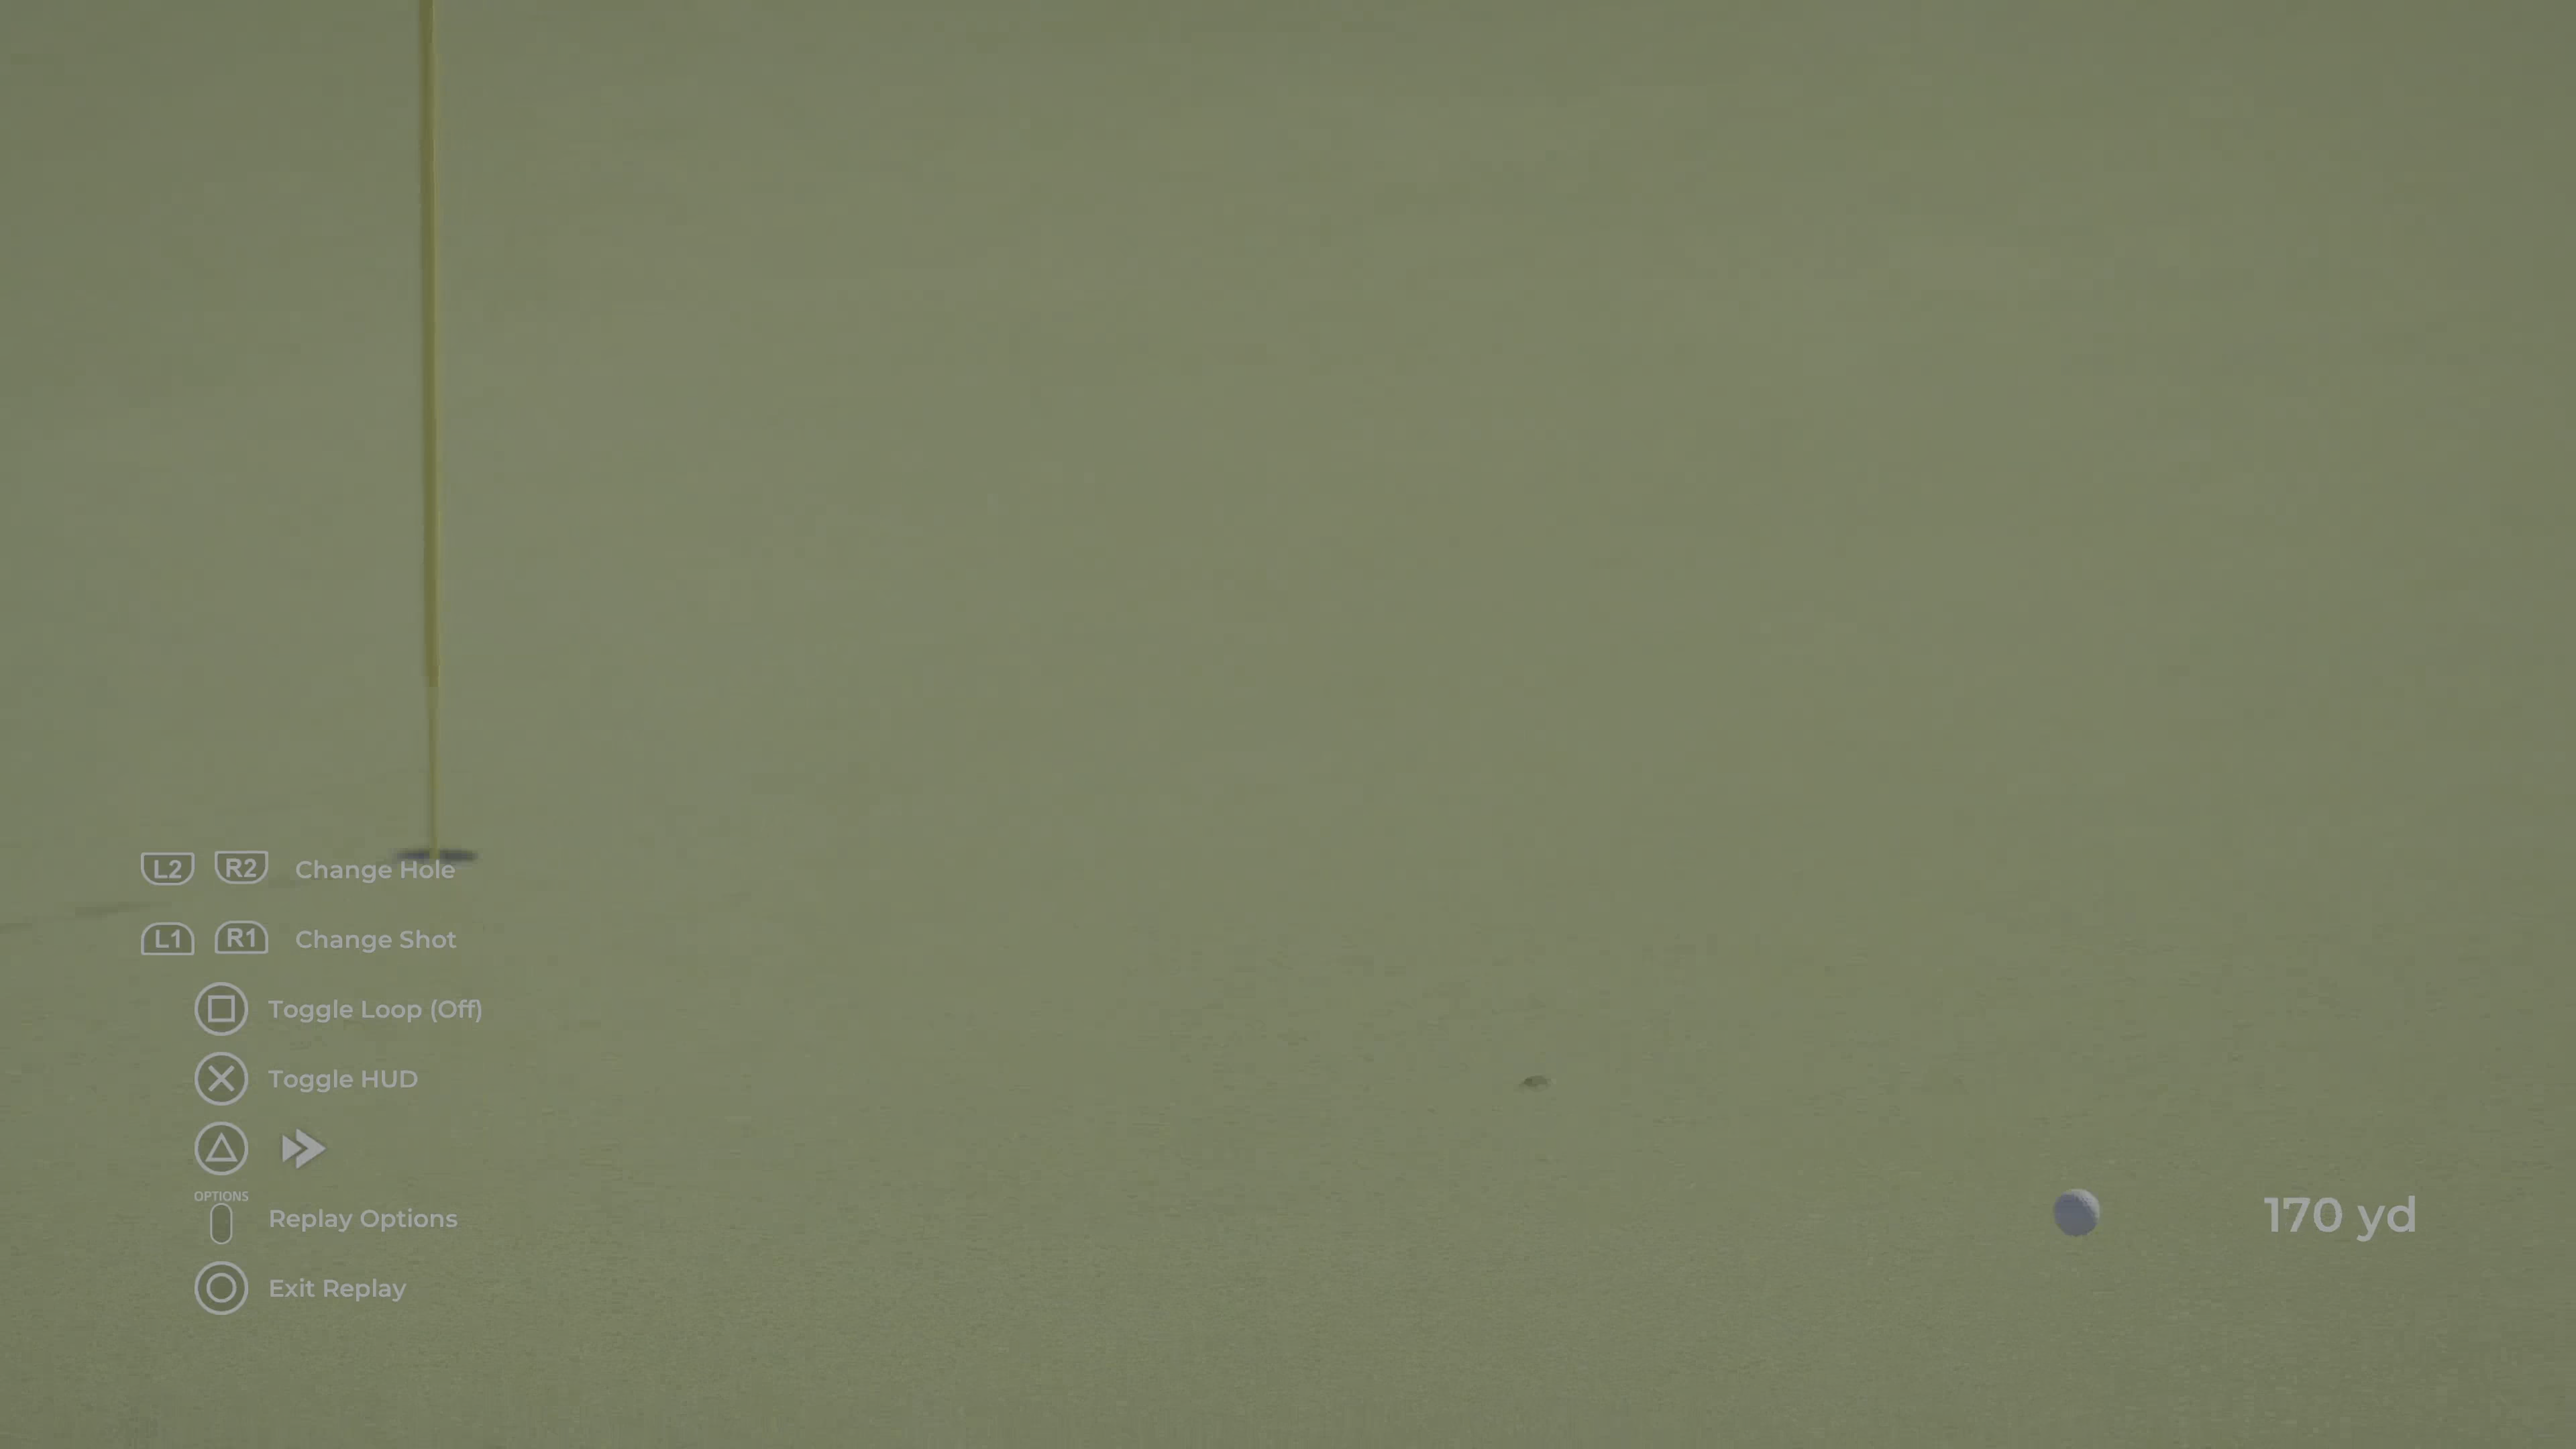 L2 R2 Change Hole
L1 R1 Change Shot
Toggle Loop (Off)
Toggle HUD
OPTIONS
Replay Options
170 yd
Exit Replay